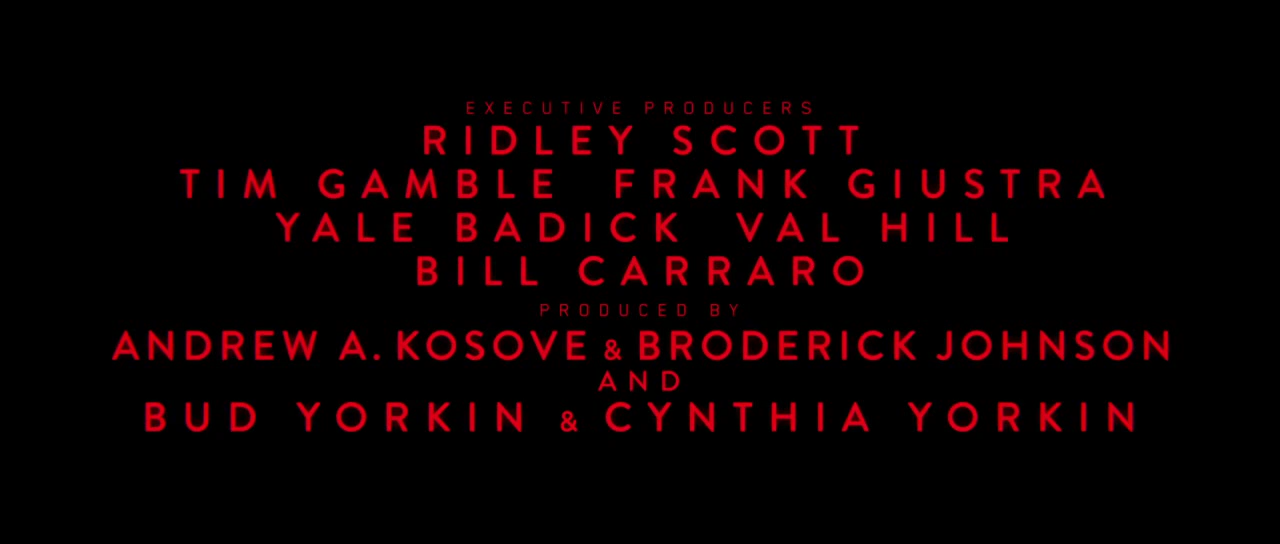 EXECUTIVE PRODUCERS
RIDLEY SCOTT
TIM GAMBLE FRANK GIUSTRA
YALE BADICK VAL HILL
BILL CARRARO
PRODUCED BY
ANDREW A. KOSOVE & BRODERICK JOHNSON
AND
BUD YORKIN & CYNTHIA YORKIN